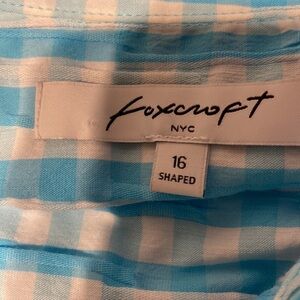 foxcroft
NYC
16
SHAPED